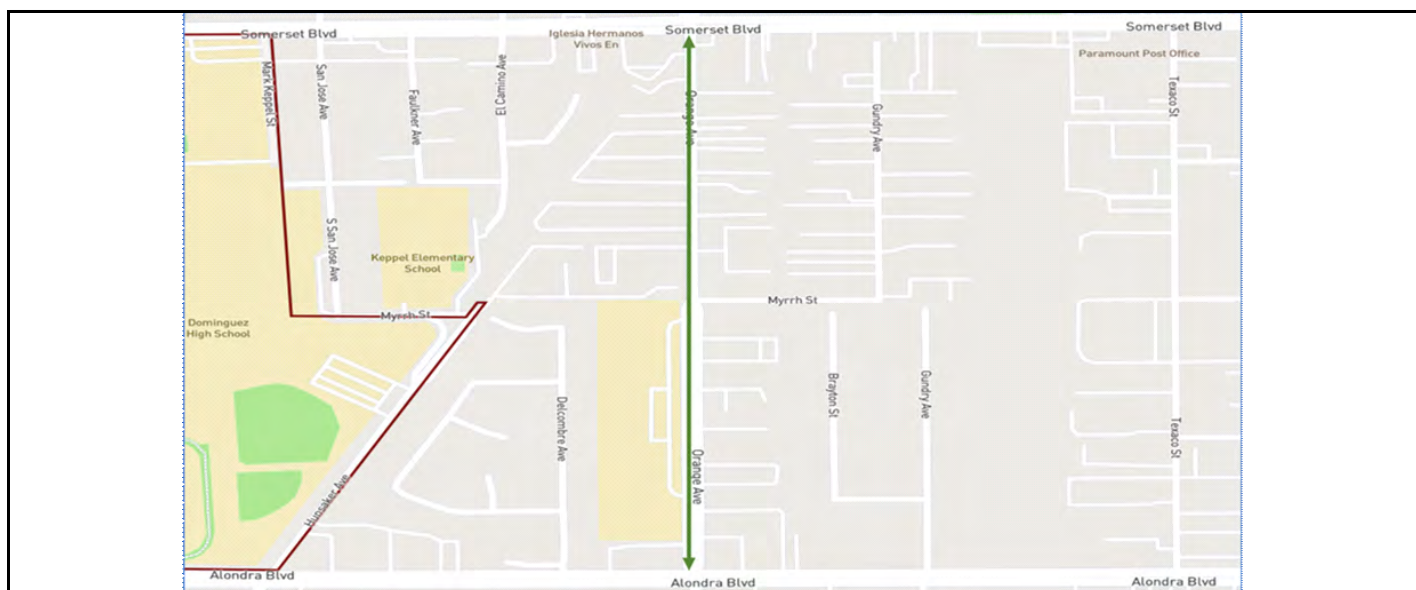 Somerset Blvd
Iglesia Hermanos
Vivos En
Somerset Blvd
Somerset Blvd
Paramount Post Office
Mark Keppel St
San Jose Ave
Faulkner Ave
El Camino Ave
Orange Ave
Gundry Ave
Texaco St
S San Jose Ave
Keppel Elementary
School
Myrrh St
Myrrh St
Dominguez
High School
Delcombre Ave
Brayton St
Gundry Ave
Texaco St
Orange Ave
Hunsaker Ave
Alondra Blvd
Alondra Blvd
Alondra Blvd